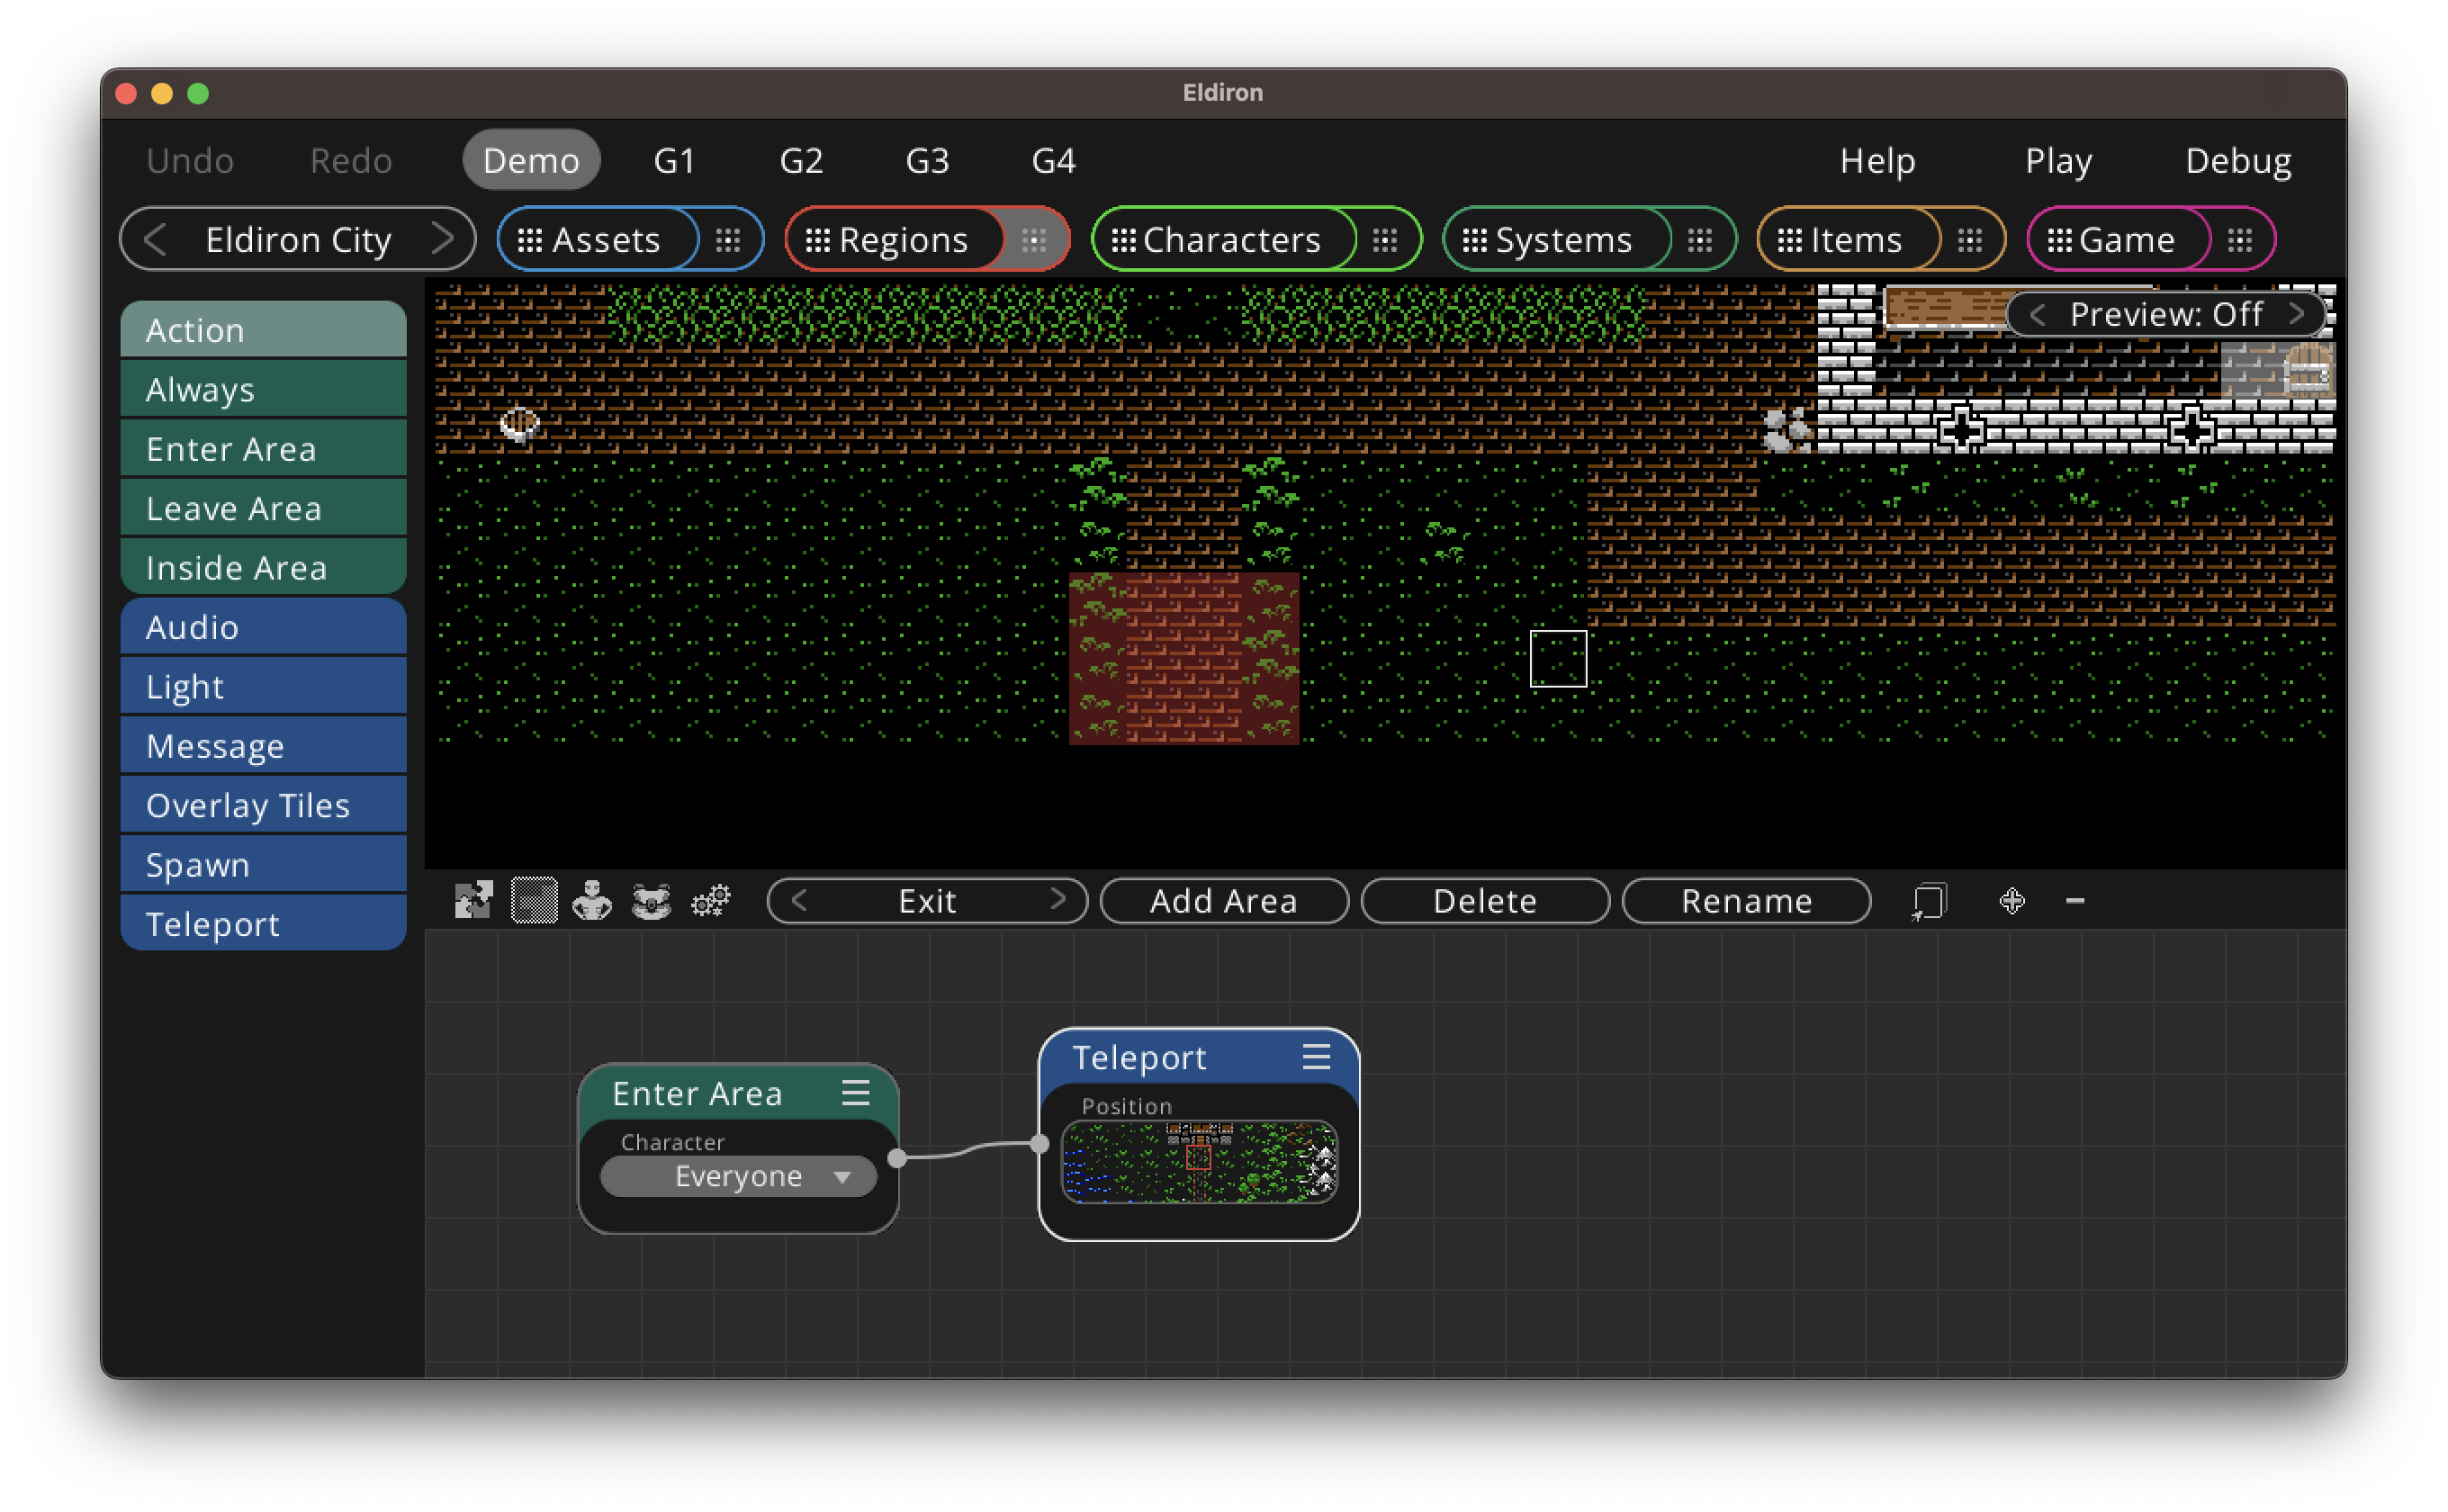 Eldiron
Undo Redo Demo G1 G2 G3 G4 Help Play Debug
Eldiron City Assets Regions Characters Systems Items Game
Preview: Off
Action
Always
Enter Area
Leave Area
Inside Area
Audio
Light
Message
Overlay Tiles
Spawn
Teleport
Exit Add Area Delete Rename
Enter Area
Character
Everyone
Teleport
Position